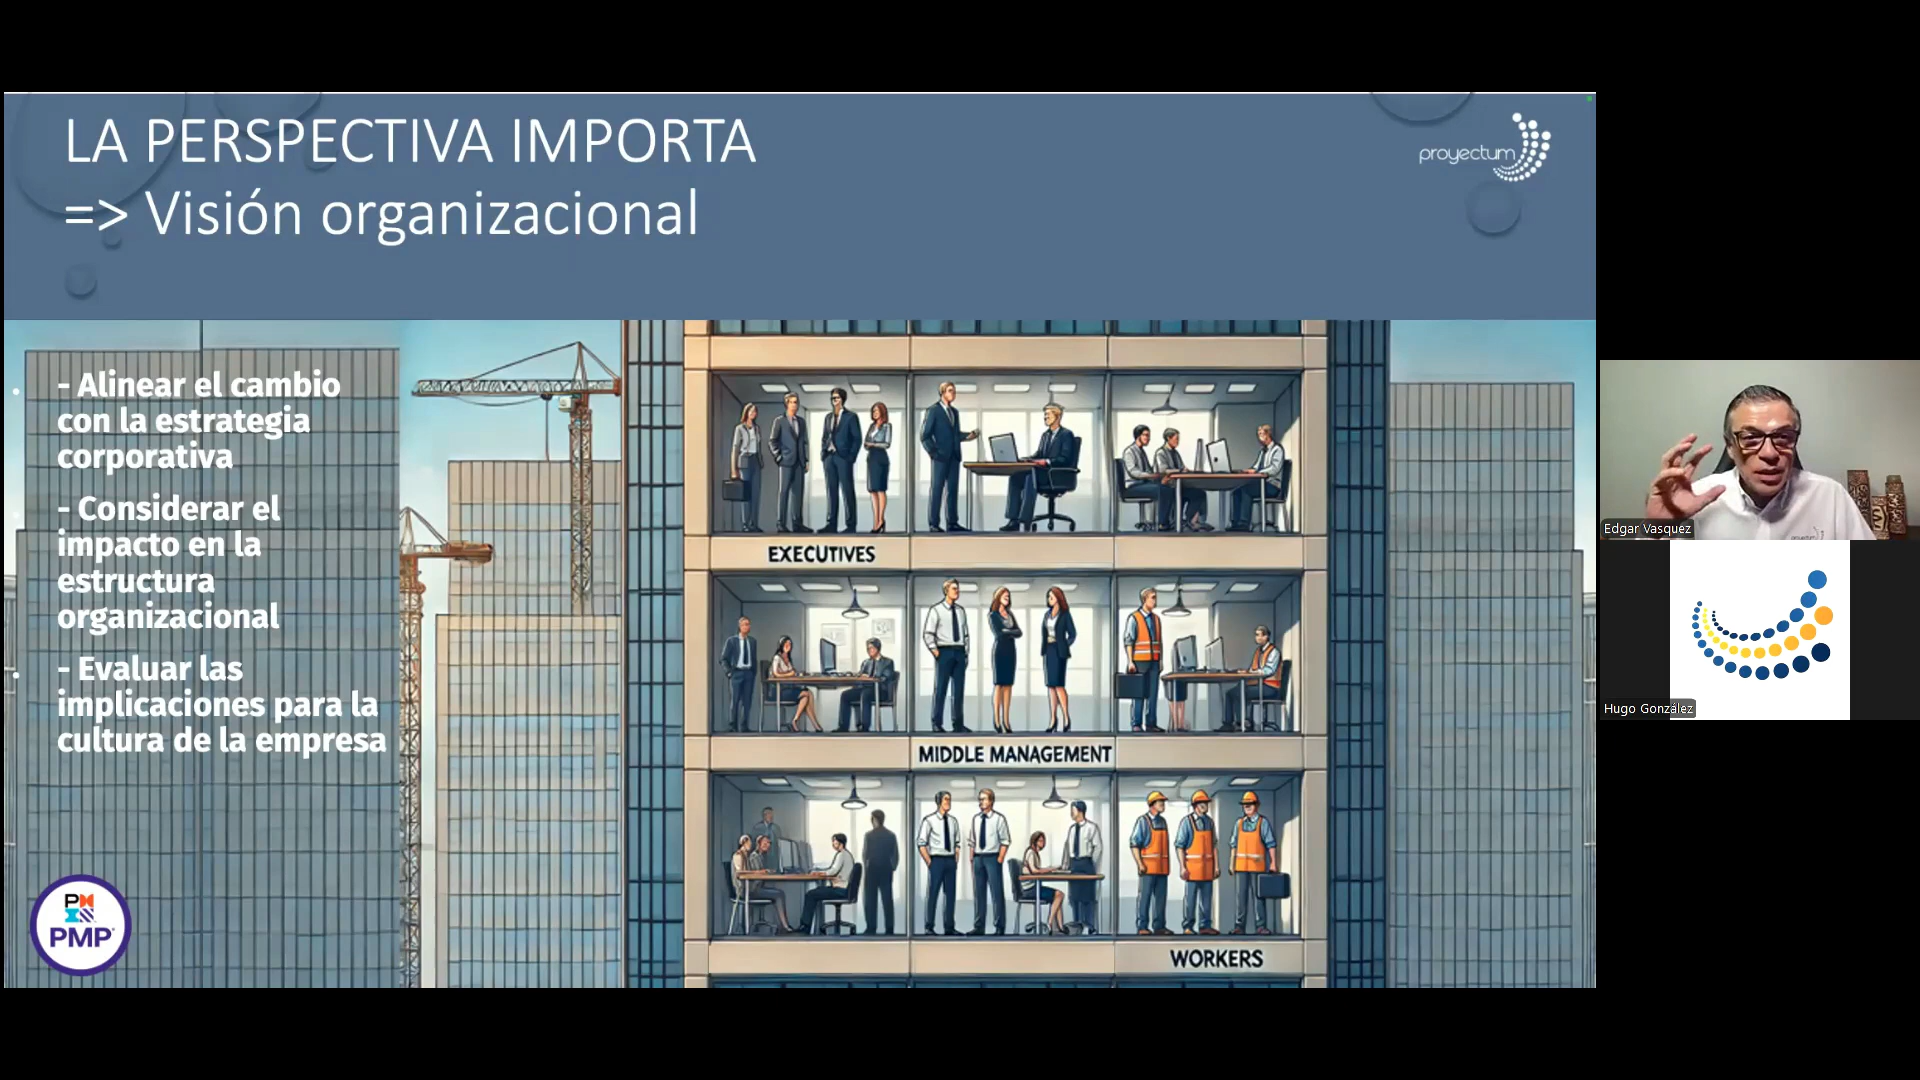 LA PERSPECTIVA IMPORTA
=> Visión organizacional
proyectum
- Alinear el cambio
con la estrategia
corporativa
- Considerar el
impacto en la
estructura
organizacional
- Evaluar las
implicaciones para la
cultura de la empresa
EXECUTIVES
MIDDLE MANAGEMENT
WORKERS
PMP
Edgar Vasquez
Hugo González